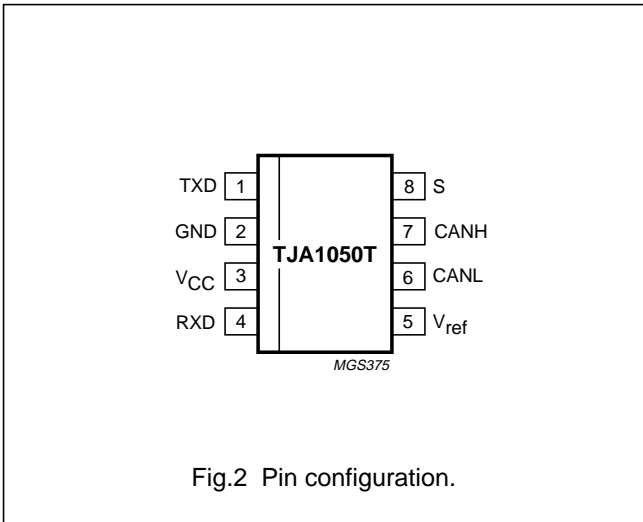 TXD 1 8 S
GND 2 7 CANH
TJA1050T
VCC 3 6 CANL
RXD 4 5 Vref
MGS375
Fig.2 Pin configuration.